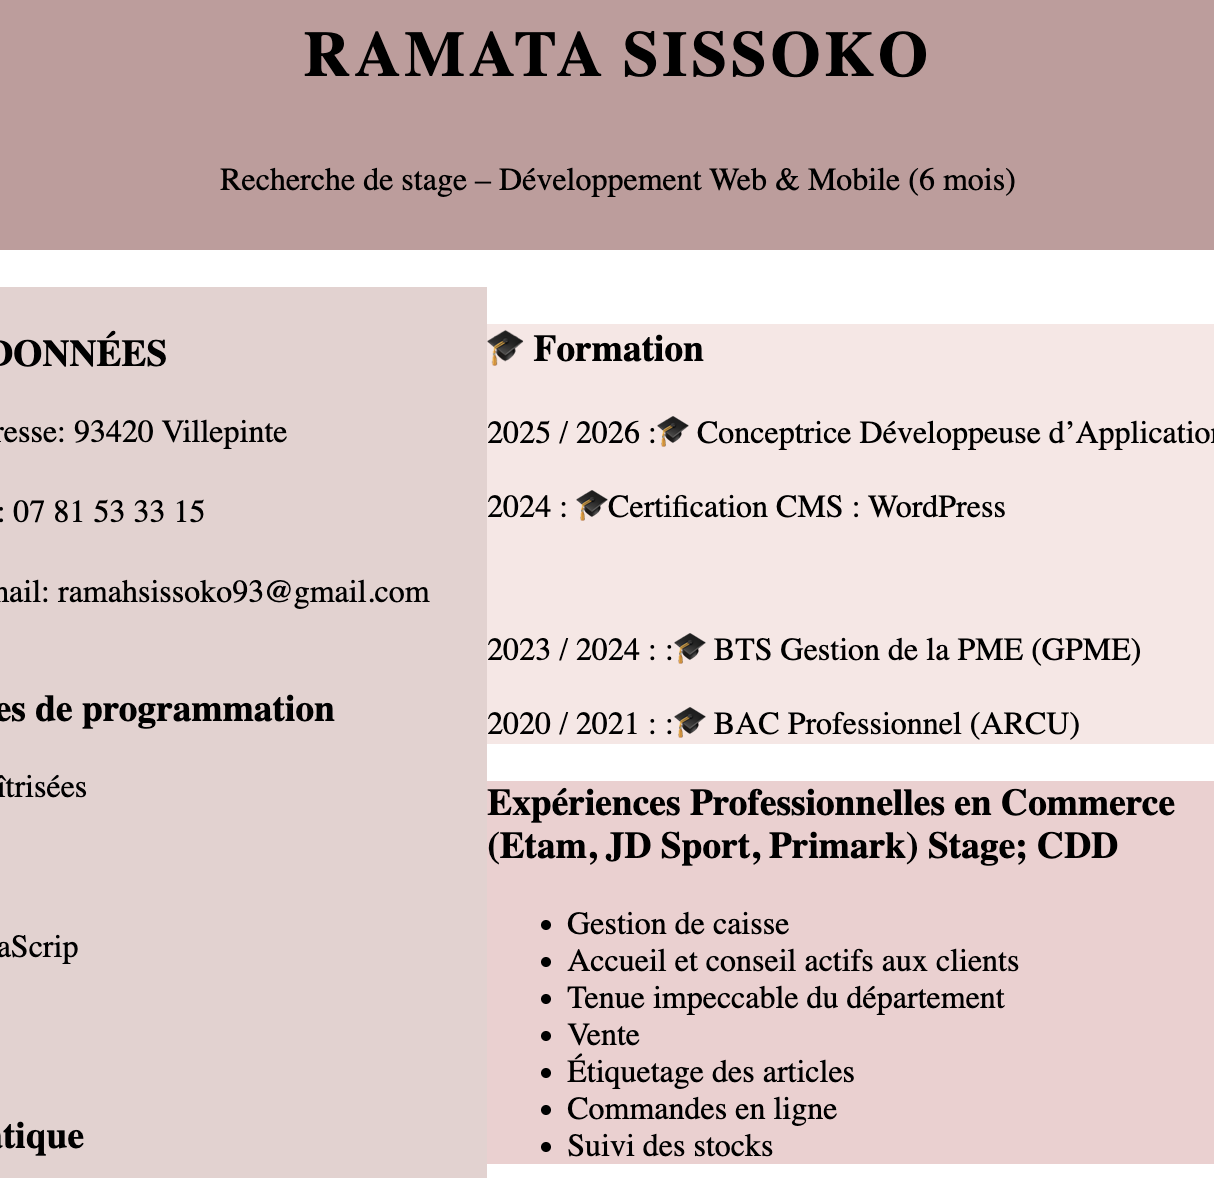 RAMATA SISSOKO
Recherche de stage – Développement Web & Mobile (6 mois)
DONNÉES
resse: 93420 Villepinte
: 07 81 53 33 15
nail: ramahsissoko93@gmail.com
es de programmation
îtrisées
aScrip
tique
🎓 Formation
2025 / 2026 :🎓 Conceptrice Développeuse d’Application
2024 : 🎓Certification CMS : WordPress
2023 / 2024 : :🎓 BTS Gestion de la PME (GPME)
2020 / 2021 : :🎓 BAC Professionnel (ARCU)
Expériences Professionnelles en Commerce
(Etam, JD Sport, Primark) Stage; CDD
• Gestion de caisse
• Accueil et conseil actifs aux clients
• Tenue impeccable du département
• Vente
• Étiquetage des articles
• Commandes en ligne
• Suivi des stocks